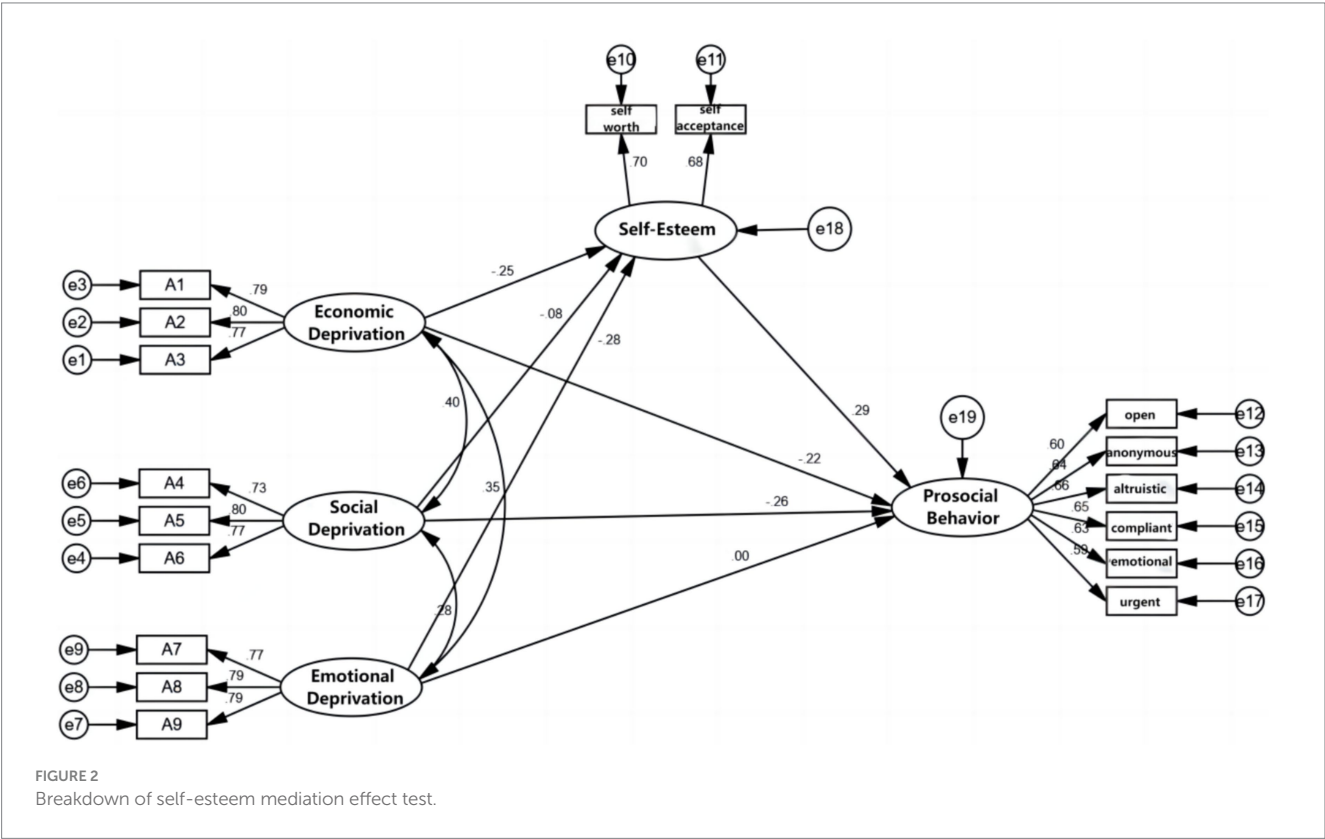 e10
e11
self
worth
self
acceptance
.70
.68
Self-Esteem
e18
-.25
-.08
-.28
e3
A1
.79
e2
A2
.80
e1
A3
.77
Economic
Deprivation
.40
.35
.29
-.22
-.26
.00
e6
A4
.73
e5
A5
.80
e4
A6
.77
Social
Deprivation
.28
e9
A7
.77
e8
A8
.79
e7
A9
.79
Emotional
Deprivation
e19
Prosocial
Behavior
.60
open
e12
.64
anonymous
e13
.66
altruistic
e14
.65
compliant
e15
.63
emotional
e16
.59
urgent
e17
FIGURE 2
Breakdown of self-esteem mediation effect test.